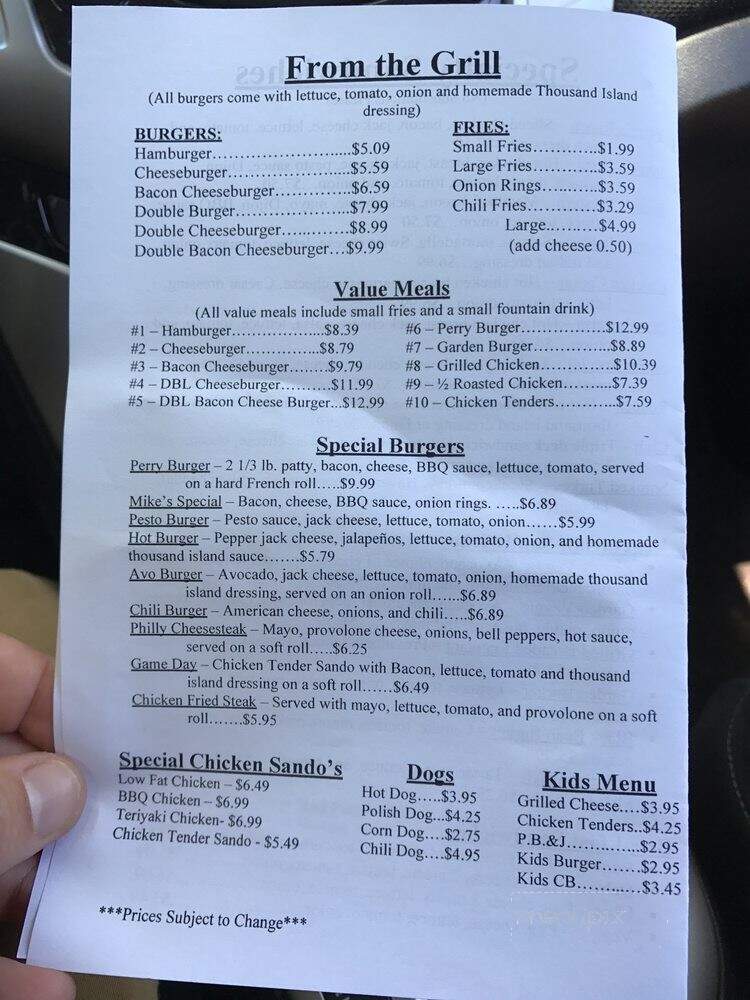 From the Grill
(All burgers come with lettuce, tomato, onion and homemade Thousand Island
dressing)
BURGERS:
Hamburger........................$5.09
Cheeseburger.....................$5.59
Bacon Cheeseburger............$6.59
Double Burger....................$7.99
Double Cheeseburger............$8.99
Double Bacon Cheeseburger...$9.99
FRIES:
Small Fries............$1.99
Large Fries............$3.59
Onion Rings............$3.59
Chili Fries............$3.29
Large.........$4.99
(add cheese 0.50)
Value Meals
(All value meals include small fries and a small fountain drink)
#1 – Hamburger................$8.39
#2 – Cheeseburger.............$8.79
#3 – Bacon Cheeseburger........$9.79
#4 – DBL Cheeseburger..........$11.99
#5 – DBL Bacon Cheese Burger...$12.99
#6 – Perry Burger...............$12.99
#7 – Garden Burger..............$8.89
#8 – Grilled Chicken.............$10.39
#9 – ½ Roasted Chicken.........$7.39
#10 – Chicken Tenders...........$7.59
Special Burgers
Perry Burger – 2 1/3 lb. patty, bacon, cheese, BBQ sauce, lettuce, tomato, served
on a hard French roll.....$9.99
Mike's Special – Bacon, cheese, BBQ sauce, onion rings. .....$6.89
Pesto Burger – Pesto sauce, jack cheese, lettuce, tomato, onion......$5.99
Hot Burger – Pepper jack cheese, jalapeños, lettuce, tomato, onion, and homemade
thousand island sauce.......$5.79
Avo Burger – Avocado, jack cheese, lettuce, tomato, onion, homemade thousand
island dressing, served on an onion roll......$6.89
Chili Burger – American cheese, onions, and chili.....$6.89
Philly Cheesesteak – Mayo, provolone cheese, onions, bell peppers, hot sauce,
served on a soft roll.....$6.25
Game Day – Chicken Tender Sando with Bacon, lettuce, tomato and thousand
island dressing on a soft roll......$6.49
Chicken Fried Steak – Served with mayo, lettuce, tomato, and provolone on a soft
roll.......$5.95
Special Chicken Sando's
Low Fat Chicken – $6.49
BBQ Chicken – $6.99
Teriyaki Chicken- $6.99
Chicken Tender Sando - $5.49
Dogs
Hot Dog.....$3.95
Polish Dog...$4.25
Corn Dog....$2.75
Chili Dog....$4.95
Kids Menu
Grilled Cheese....$3.95
Chicken Tenders..$4.25
P.B.&J.............$2.95
Kids Burger.......$2.95
Kids CB..........$3.45
***Prices Subject to Change***